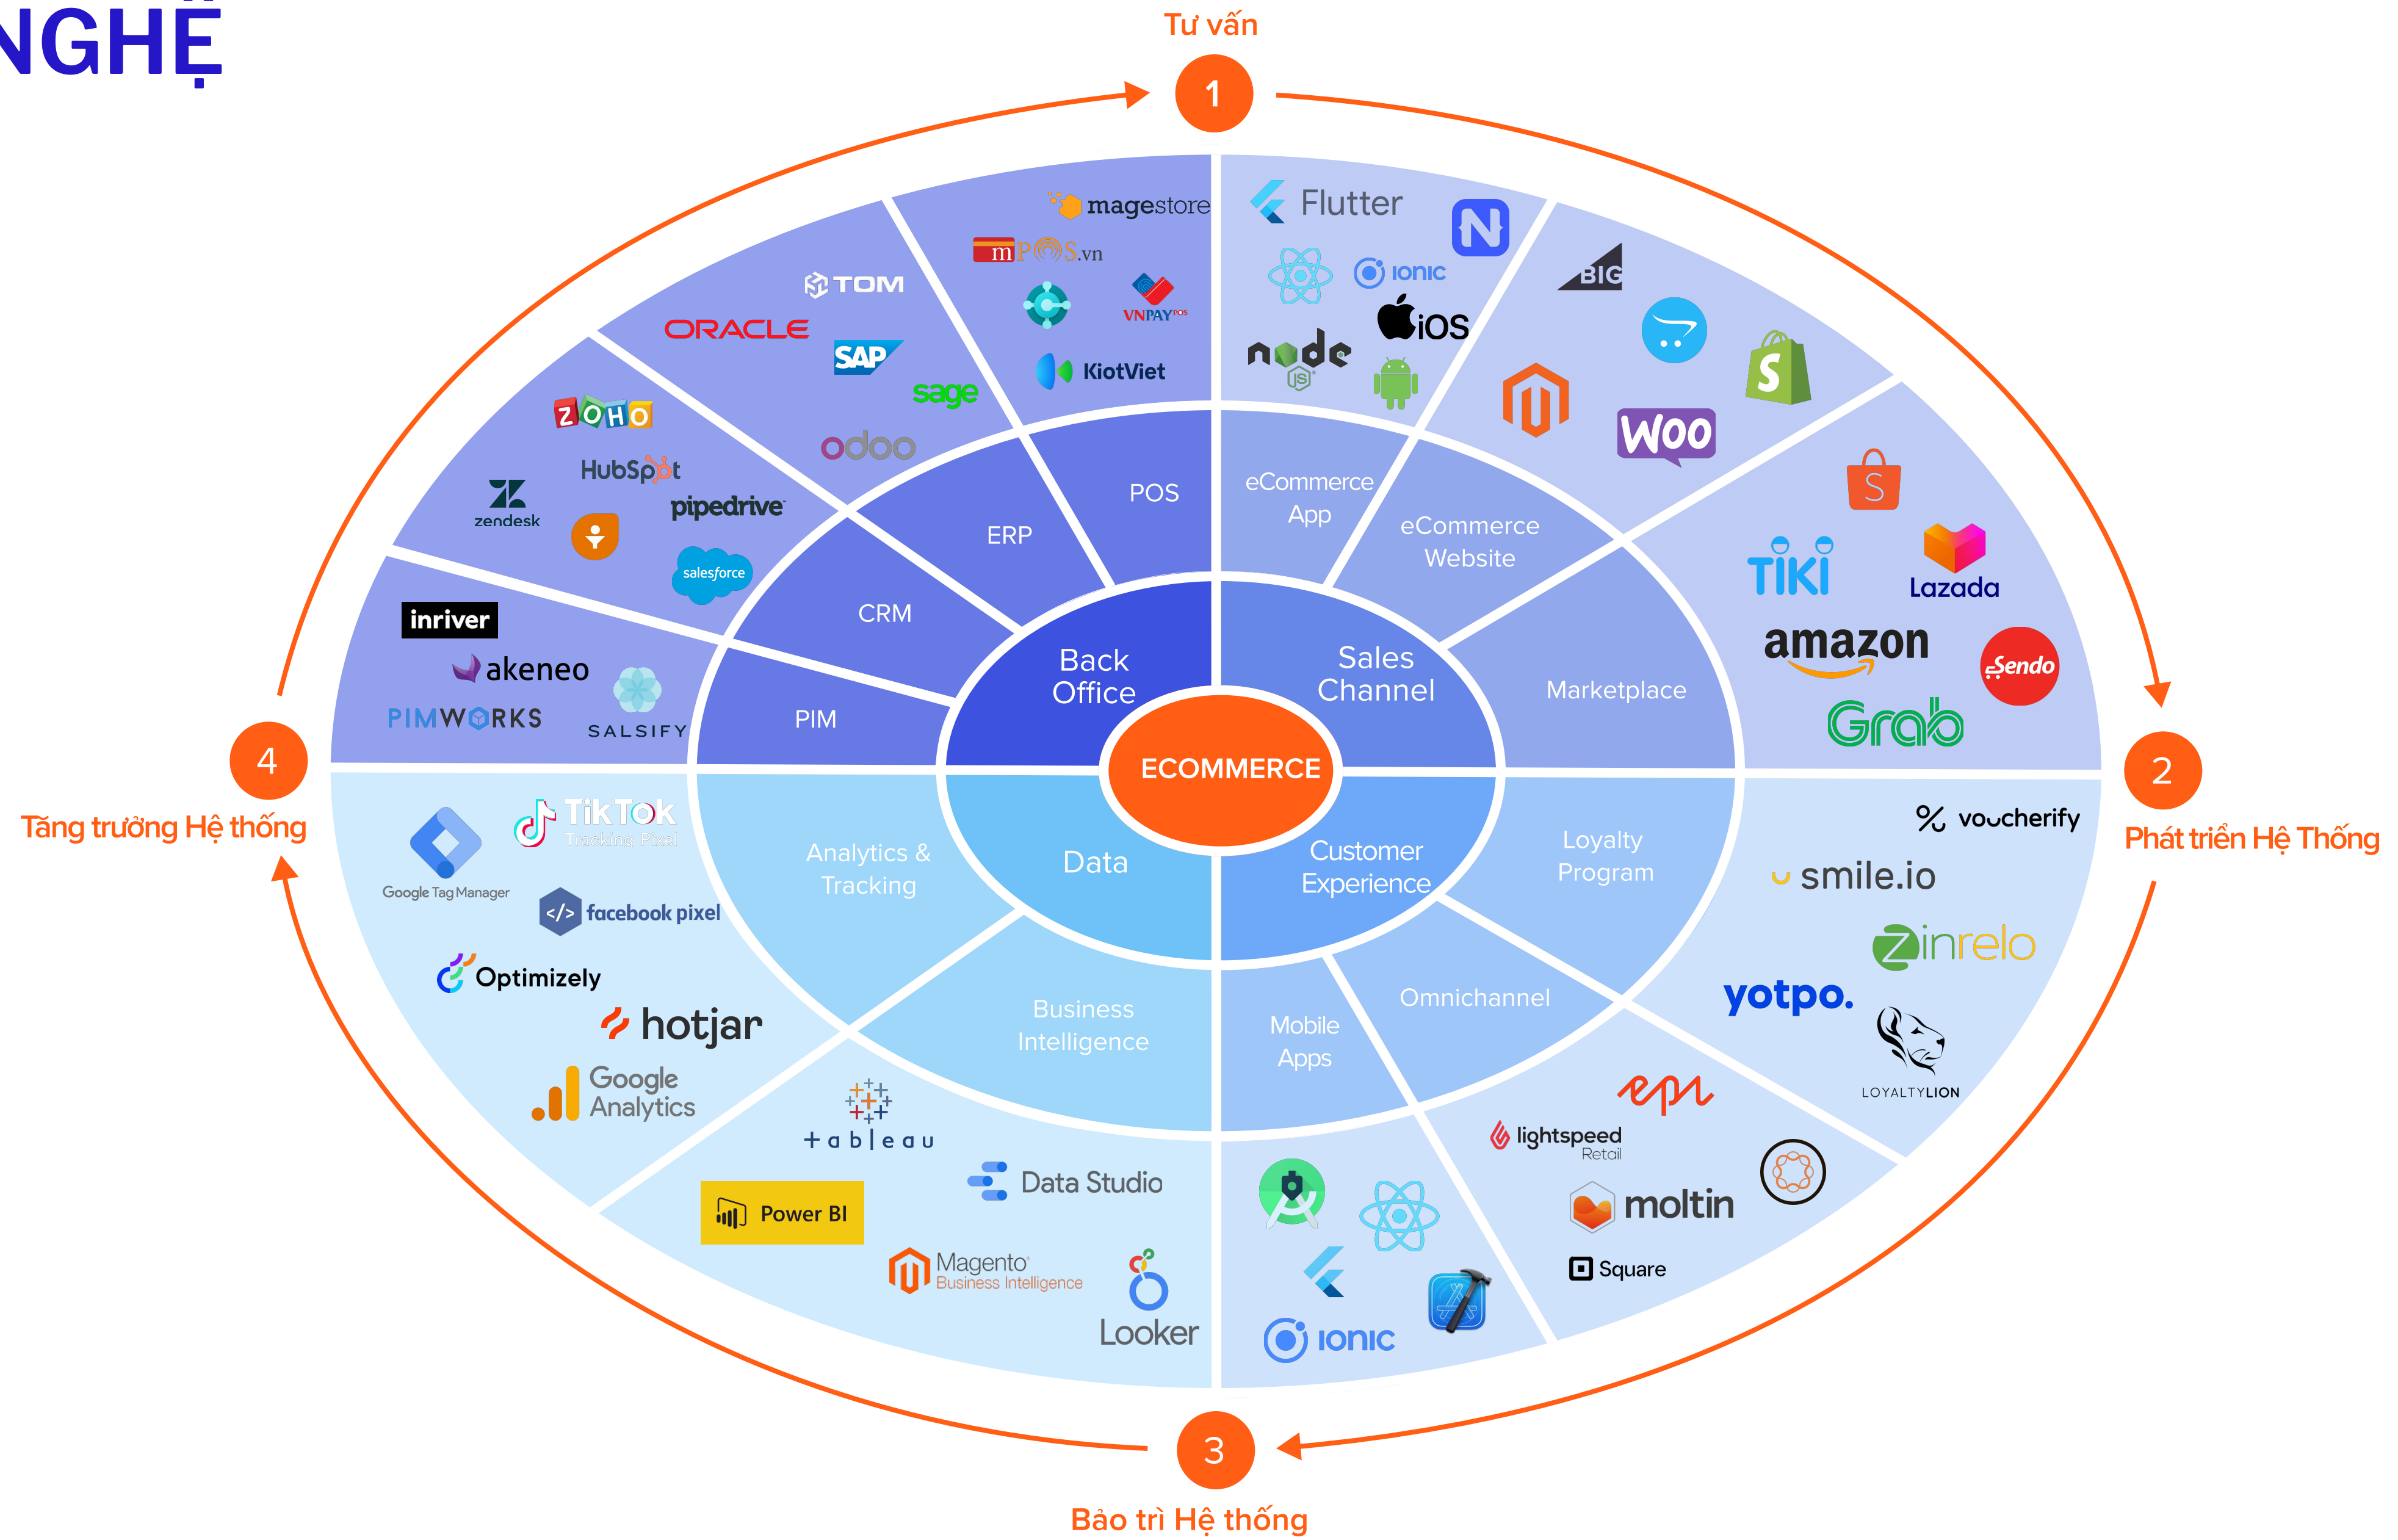 NGHỆ
Tư vấn
1
magestore
mPOS.vn
VNPAYPOS
KiotViet
Flutter
N
IONIC
iOS
node
JS
BIG
S
WOO
TOM
ORACLE
SAP
sage
odoo
ZOHO
HubSpot
zendesk
pipedrive
salesforce
inriver
akeneo
PIMWORKS
SALSIFY
POS
ERP
CRM
PIM
eCommerce
App
eCommerce
Website
Marketplace
S
TIKI
Lazada
amazon
Sendo
Grab
Back
Office
Sales
Channel
ECOMMERCE
Data
Customer
Experience
4
Tăng trưởng Hệ thống
2
Phát triển Hệ Thống
Google Tag Manager
TikTok
Tracking Pixel
</> facebook pixel
Optimizely
hotjar
Google
Analytics
Analytics &
Tracking
Business
Intelligence
Loyalty
Program
Omnichannel
Mobile
Apps
voucherify
smile.io
zinrelo
yotpo.
LOYALTYLION
epsi
lightspeed
Retail
moltin
Square
+ableau
Data Studio
Power BI
Magento
Business Intelligence
Looker
IONIC
3
Bảo trì Hệ thống